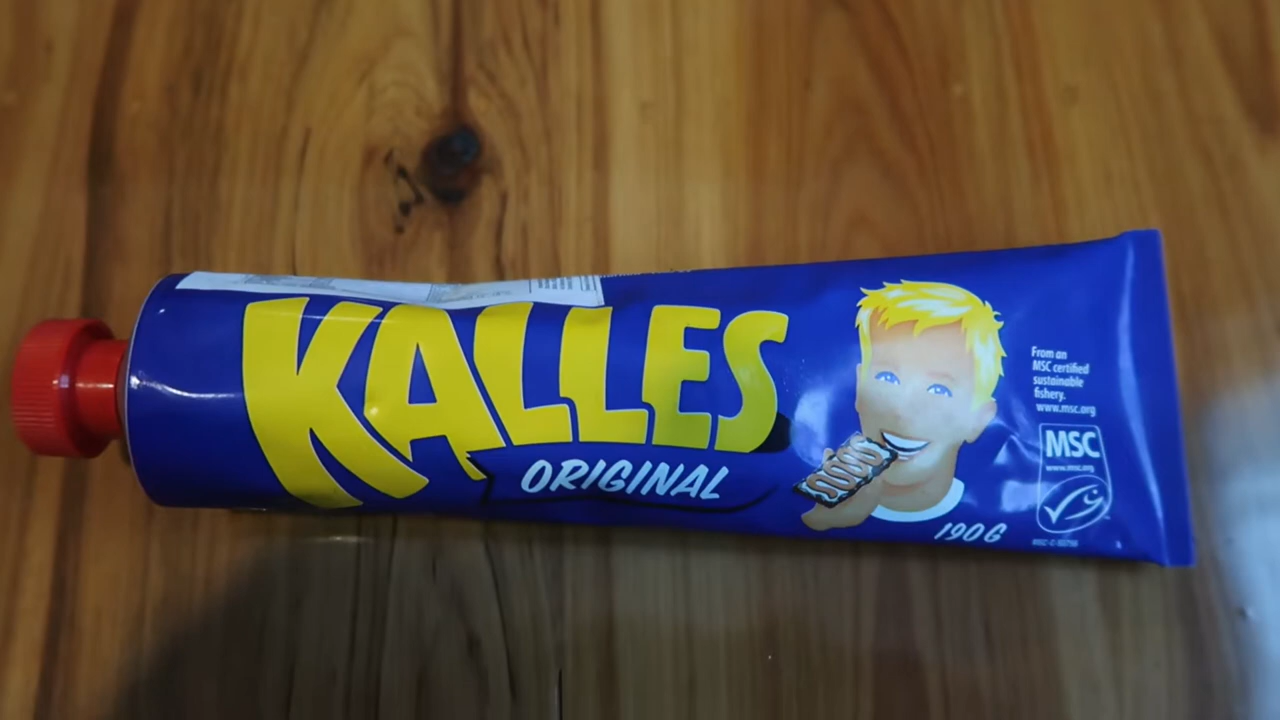 KALLES
ORIGINAL
190G
From an
MSC certified
sustainable
fishery.
www.msc.org
MSC
www.msc.org